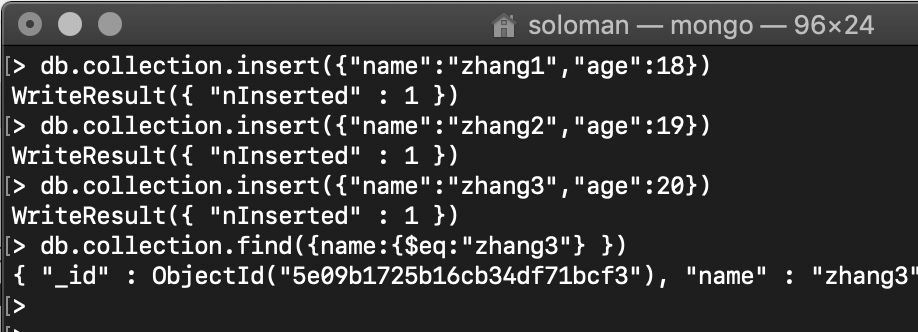 soloman — mongo — 96×24
[> db.collection.insert({"name":"zhang1","age":18})
WriteResult({ "nInserted" : 1 })
[> db.collection.insert({"name":"zhang2","age":19})
WriteResult({ "nInserted" : 1 })
[> db.collection.insert({"name":"zhang3","age":20})
WriteResult({ "nInserted" : 1 })
[> db.collection.find({name:{$eq:"zhang3"} })
{ "_id" : ObjectId("5e09b1725b16cb34df71bcf3"), "name" : "zhang3"
[>